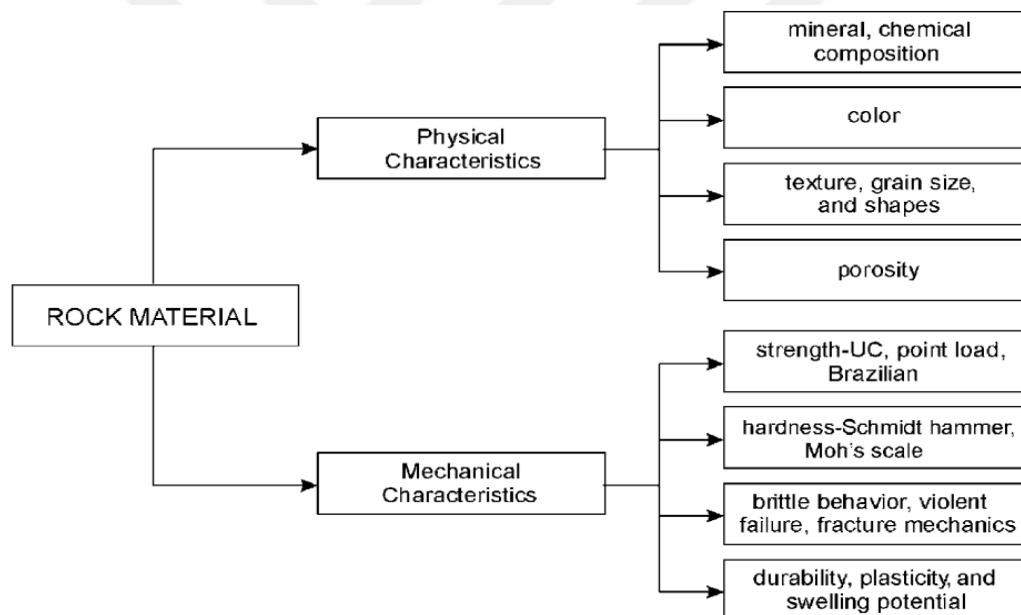 mineral, chemical
composition
color
Physical
Characteristics
texture, grain size,
and shapes
porosity
ROCK MATERIAL
strength-UC, point load,
Brazilian
hardness-Schmidt hammer,
Moh's scale
Mechanical
Characteristics
brittle behavior, violent
failure, fracture mechanics
durability, plasticity, and
swelling potential